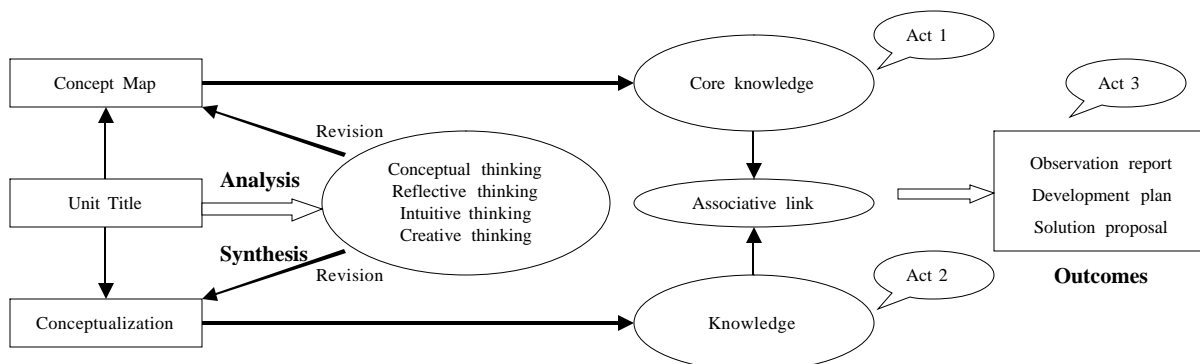 Act 1
Concept Map
Core knowledge
Act 3
Revision
Conceptual thinking
Reflective thinking
Intuitive thinking
Creative thinking
Analysis
Unit Title
Associative link
Observation report
Development plan
Solution proposal
Synthesis
Revision
Outcomes
Act 2
Conceptualization
Knowledge